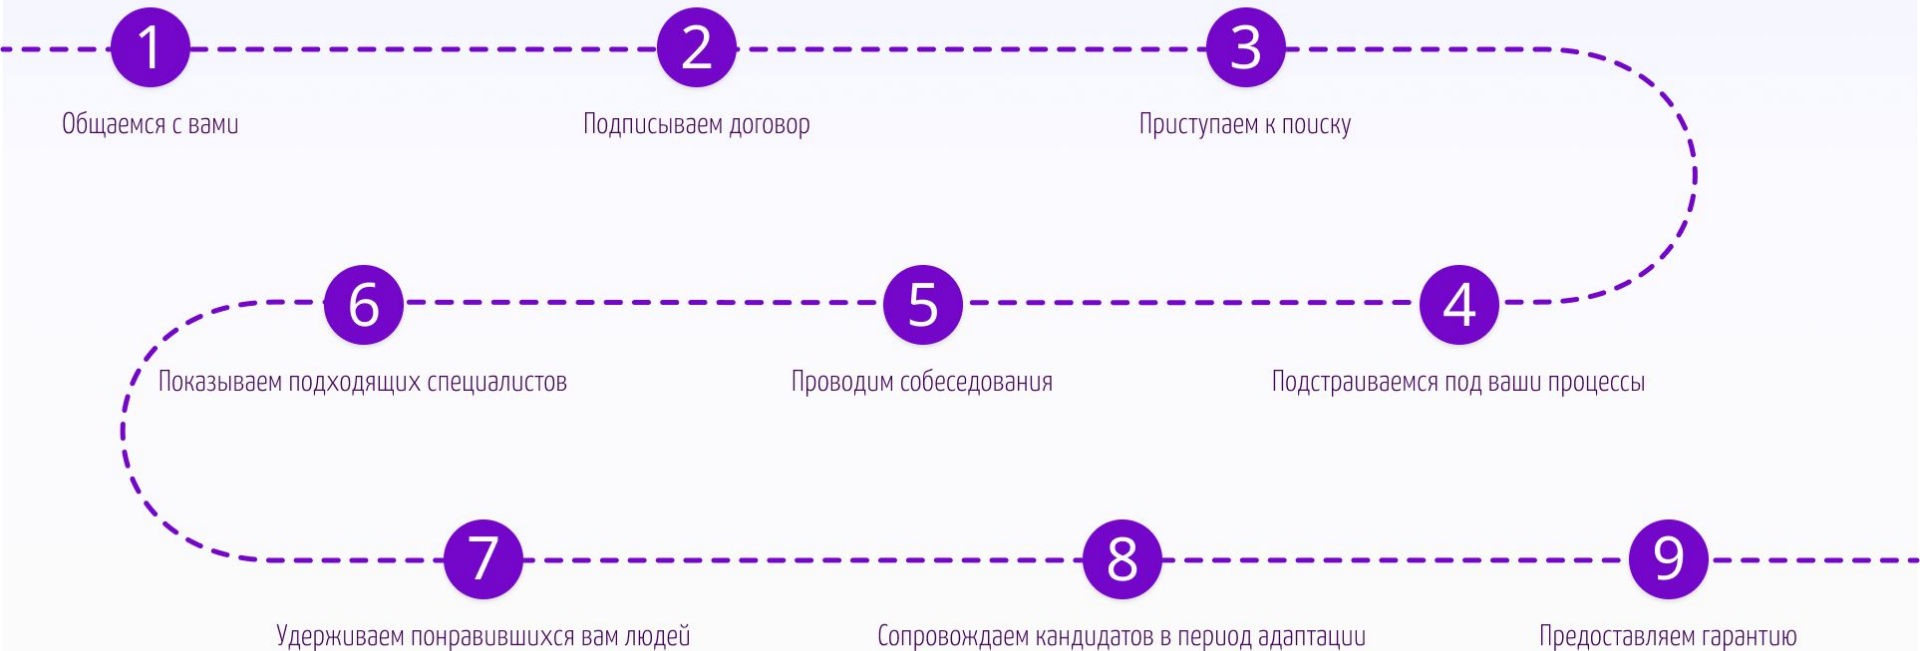 1
Общаемся с вами
2
Подписываем договор
3
Приступаем к поиску
4
Подстраиваемся под ваши процессы
5
Проводим собеседования
6
Показываем подходящих специалистов
7
Удерживаем понравившихся вам людей
8
Сопровождаем кандидатов в период адаптации
9
Предоставляем гарантию